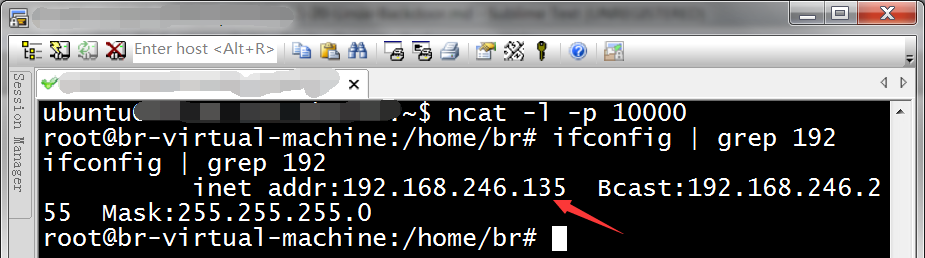 Enter host <Alt+R>
Session Manager
ubuntu :~$ ncat -l -p 10000
root@br-virtual-machine:/home/br# ifconfig | grep 192
ifconfig | grep 192
inet addr:192.168.246.135 Bcast:192.168.246.2
55 Mask:255.255.255.0
root@br-virtual-machine:/home/br#